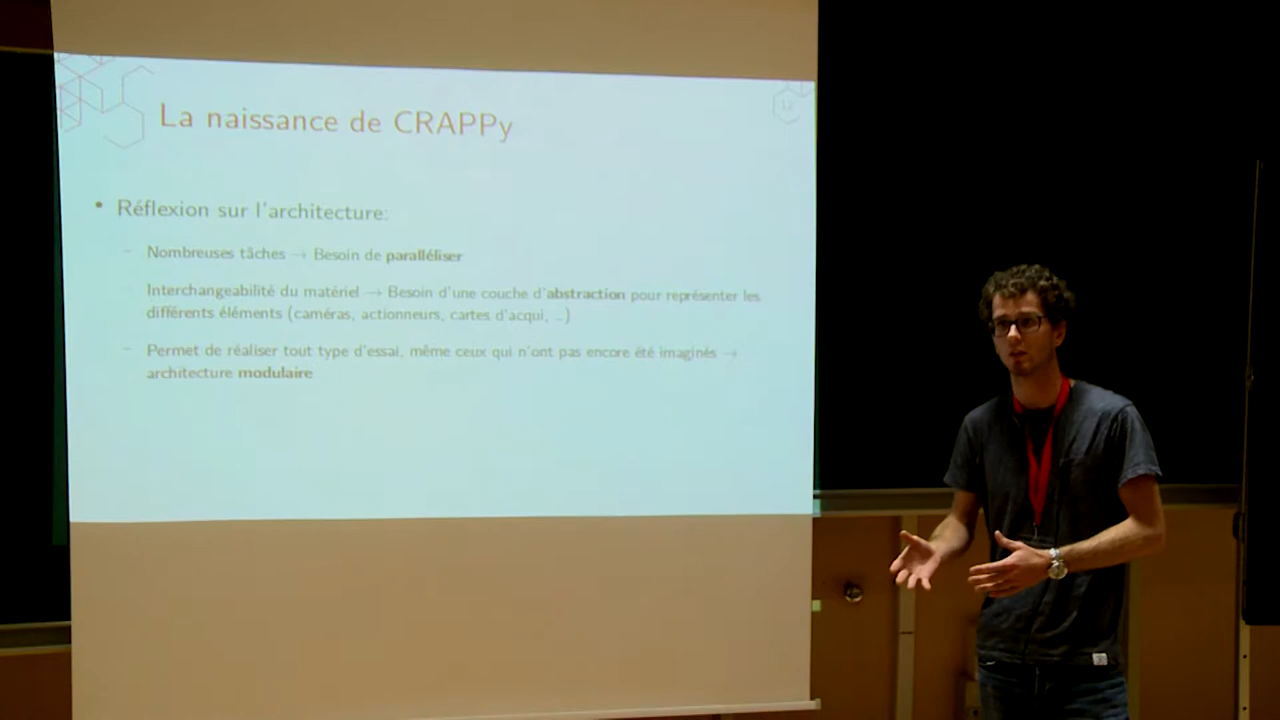 La naissance de CRAPPy
12
• Réflexion sur l'architecture:
– Nombreuses tâches → Besoin de paralléliser
– Interchangeabilité du matériel → Besoin d'une couche d'abstraction pour représenter les
différents éléments (caméras, actionneurs, cartes d'acqui, ...)
– Permet de réaliser tout type d'essai, même ceux qui n'ont pas encore été imaginés →
architecture modulaire